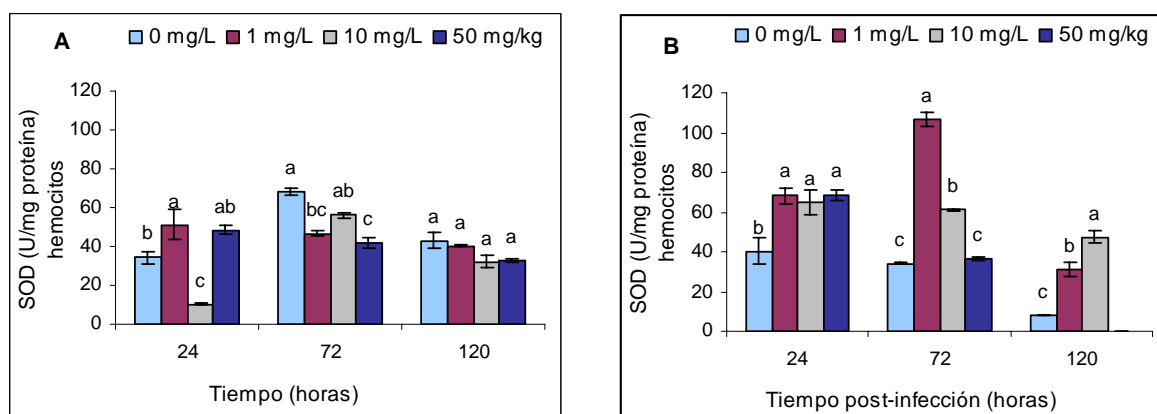 A
0 mg/L 1 mg/L 10 mg/L 50 mg/kg
SOD (U/mg proteína)
hemocitos
120
100
80
60
40
20
0
b a c ab
a bc ab c
a a a a
24 72 120
Tiempo (horas)
B
0 mg/L 1 mg/L 10 mg/L 50 mg/kg
SOD (U/mg proteína)
hemocitos
120
100
80
60
40
20
0
b a a a
c a b c
c b a
24 72 120
Tiempo post-infección (horas)